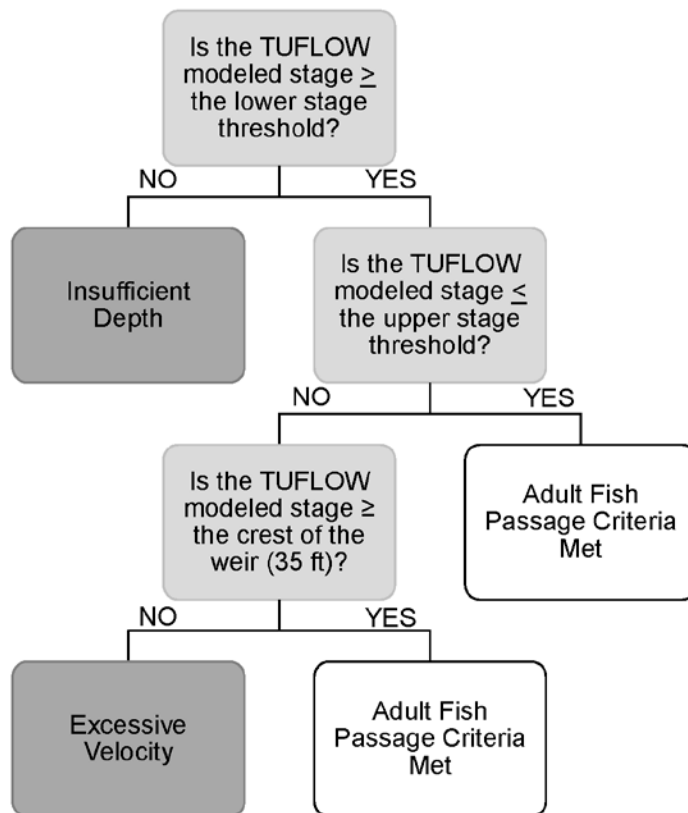 Is the TUFLOW
modeled stage ≥
the lower stage
threshold?
NO
YES
Insufficient
Depth
Is the TUFLOW
modeled stage ≤
the upper stage
threshold?
NO
YES
Is the TUFLOW
modeled stage ≥
the crest of the
weir (35 ft)?
Adult Fish
Passage Criteria
Met
NO
YES
Excessive
Velocity
Adult Fish
Passage Criteria
Met